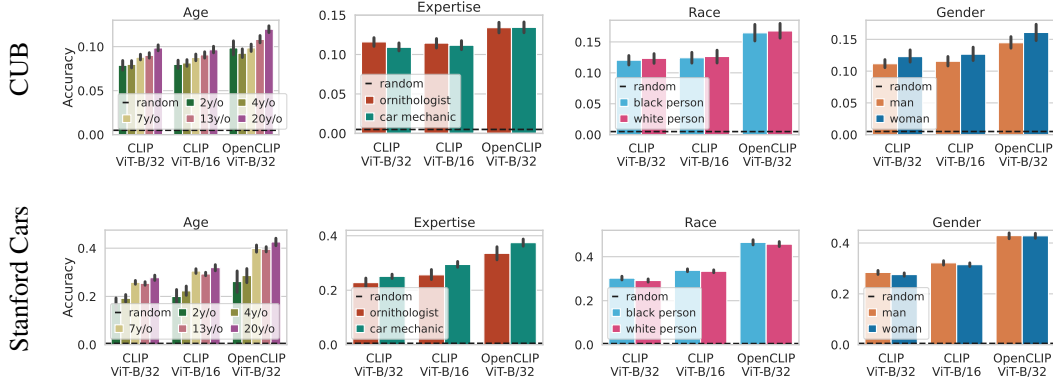 CUB
Age
Accuracy
0.10
0.05
0.00
random
2y/o
4y/o
7y/o
13y/o
20y/o
CLIP
ViT-B/32
CLIP
ViT-B/16
OpenCLIP
ViT-B/32
Expertise
0.15
0.10
0.05
0.00
random
ornithologist
car mechanic
CLIP
ViT-B/32
CLIP
ViT-B/16
OpenCLIP
ViT-B/32
Race
0.15
0.10
0.05
0.00
random
black person
white person
CLIP
ViT-B/32
CLIP
ViT-B/16
OpenCLIP
ViT-B/32
Gender
0.15
0.10
0.05
0.00
random
man
woman
CLIP
ViT-B/32
CLIP
ViT-B/16
OpenCLIP
ViT-B/32
Stanford Cars
Age
Accuracy
0.4
0.2
0.0
random
2y/o
4y/o
7y/o
13y/o
20y/o
CLIP
ViT-B/32
CLIP
ViT-B/16
OpenCLIP
ViT-B/32
Expertise
0.4
0.2
0.0
random
ornithologist
car mechanic
CLIP
ViT-B/32
CLIP
ViT-B/16
OpenCLIP
ViT-B/32
Race
0.4
0.2
0.0
random
black person
white person
CLIP
ViT-B/32
CLIP
ViT-B/16
OpenCLIP
ViT-B/32
Gender
0.4
0.2
0.0
random
man
woman
CLIP
ViT-B/32
CLIP
ViT-B/16
OpenCLIP
ViT-B/32